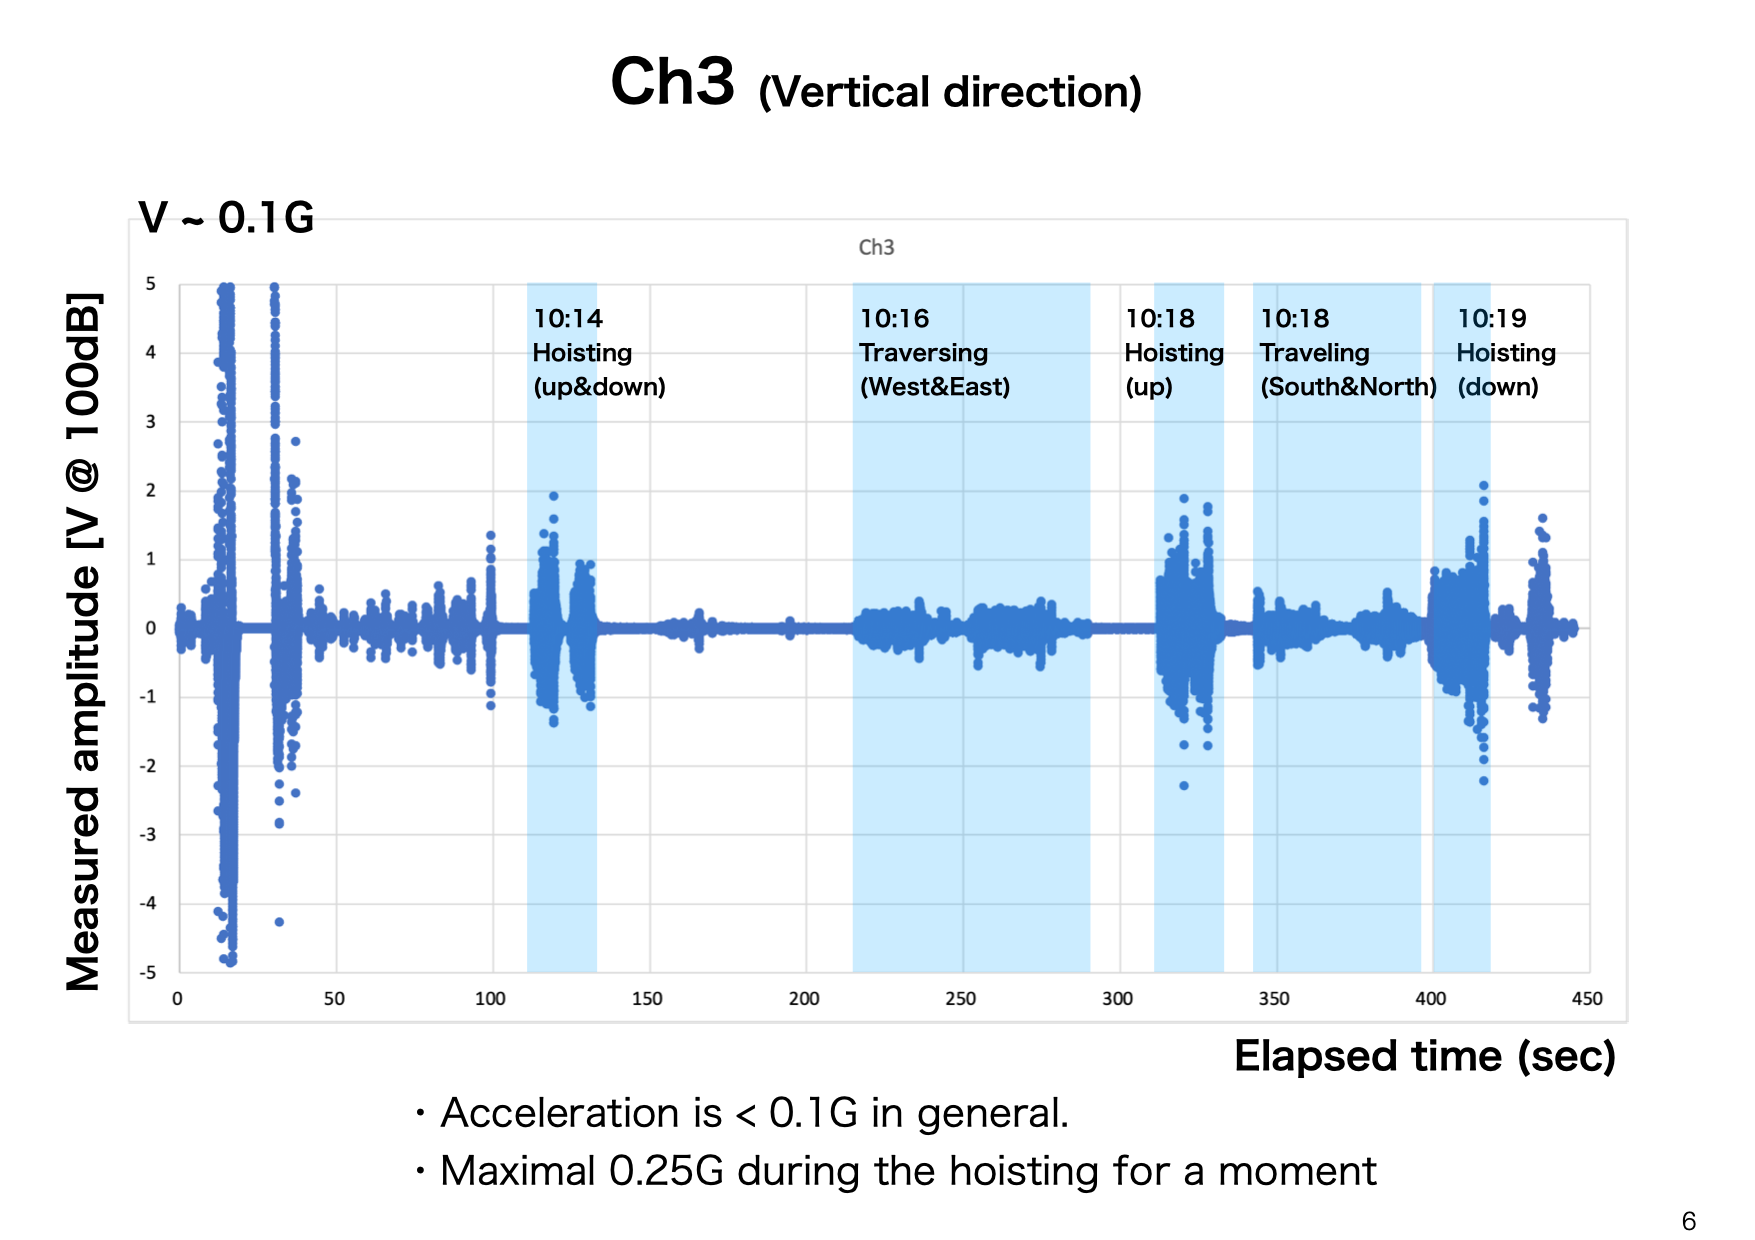 Ch3 (Vertical direction)
V ~ 0.1G
Ch3
Measured amplitude [V @ 100dB]
5
4
3
2
1
0
-1
-2
-3
-4
-5
10:14
Hoisting
(up&down)
10:16
Traversing
(West&East)
10:18
Hoisting
(up)
10:18
Traveling
(South&North)
10:19
Hoisting
(down)
0 50 100 150 200 250 300 350 400 450
Elapsed time (sec)
・Acceleration is < 0.1G in general.
・Maximal 0.25G during the hoisting for a moment
6